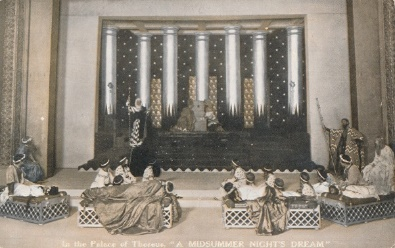 In the Palace of Theseus. "A MIDSUMMER NIGHT'S DREAM"